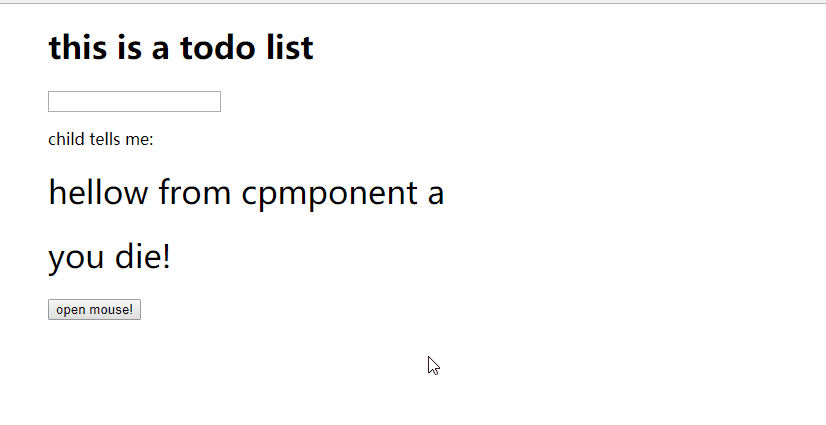 this is a todo list
child tells me:
hellow from cpmponent a
you die!
open mouse!